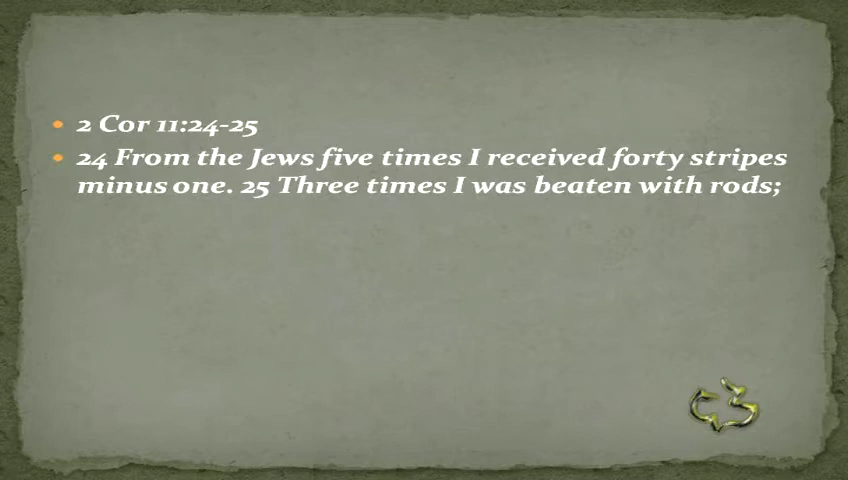 2 Cor 11:24-25
24 From the Jews five times I received forty stripes
minus one. 25 Three times I was beaten with rods;